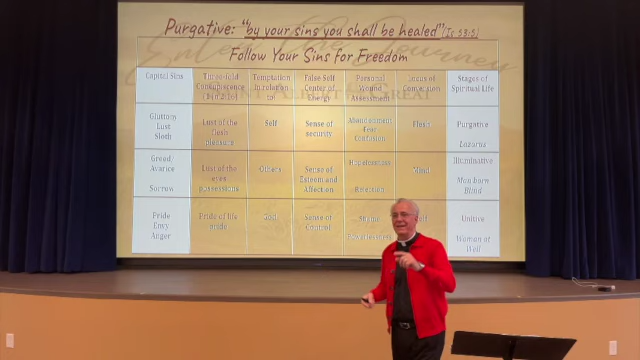 Purgative: "by your sins you shall be healed" (Is 53:5)
Follow Your Sins for Freedom
Capital Sins
Three-fold
Concupiscence
Temptation
in relation
to:
False Self
Center of
Energy
Personal
Wound
Assessment
Locus of
Conversion
Stages of
Spiritual Life
Gluttony
Lust
Sloth
Lust of the
flesh
pleasure
Self
Sense of
security
Abandonment
Fear
Confusion
Flesh
Purgative
Lazarus
Greed/
Avarice
Sorrow
Lust of the
eyes
possessions
Others
Sense of
Esteem and
Affection
Hopelessness
Rejection
Mind
Illuminative
Man born
Blind
Pride
Envy
Anger
Pride of life
pride
God
Sense of
Control
Shame
Powerlessness
Unitive
Woman at
Well